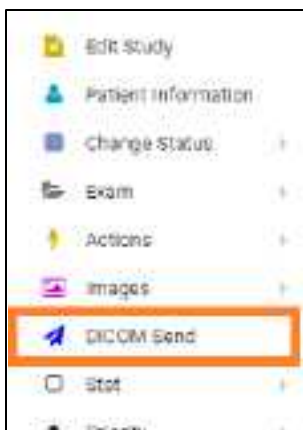 Edit Study
Patient Information
Change Status
Exam
Actions
Images
DICOM Send
Stat